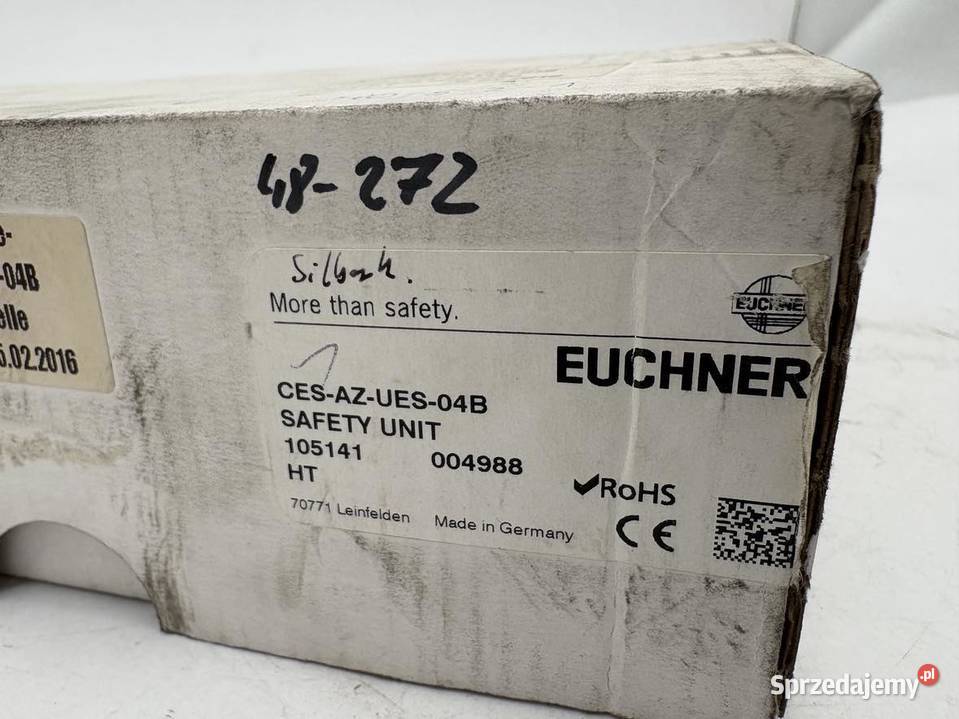 48-272
e-
-04B
elle
5.02.2016
More than safety.
EUCHNER
EUCHNER
CES-AZ-UES-04B
SAFETY UNIT
105141 004988
HT
RoHS
70771 Leinfelden Made in Germany
CE
Sprzedajemy.pl